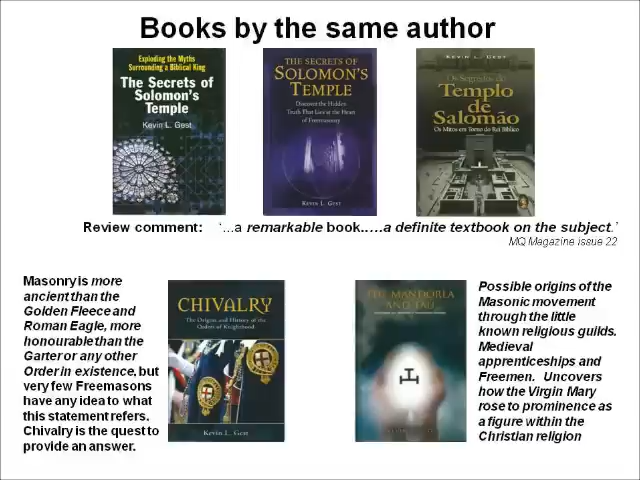 Books by the same author
Exploding the Myths
Surrounding a Biblical King
The Secrets of
Solomon's
Temple
Kevin L. Gest
THE SECRETS OF
SOLOMON'S
TEMPLE
Discover the Hidden
Truth That Lies at the Heart
of Freemasonry
KEVIN L. GEST
KEVIN L. GEST
Os Segredos do
Templo
de
Salomão
Os Mitos em Torno do Rei Bíblico
Review comment: '...a remarkable book.....a definite textbook on the subject.'
MQ Magazine issue 22
Masonry is more
ancient than the
Golden Fleece and
Roman Eagle, more
honourable than the
Garter or any other
Order in existence, but
very few Freemasons
have any idea to what
this statement refers.
Chivalry is the quest to
provide an answer.
CHIVALRY
The Origins and History of the
Orders of Knighthood
KEVIN L. GEST
THE MANDORLA
AND TAU
Possible origins of the
Masonic movement
through the little
known religious guilds.
Medieval
apprenticeships and
Freemen. Uncovers
how the Virgin Mary
rose to prominence as
a figure within the
Christian religion